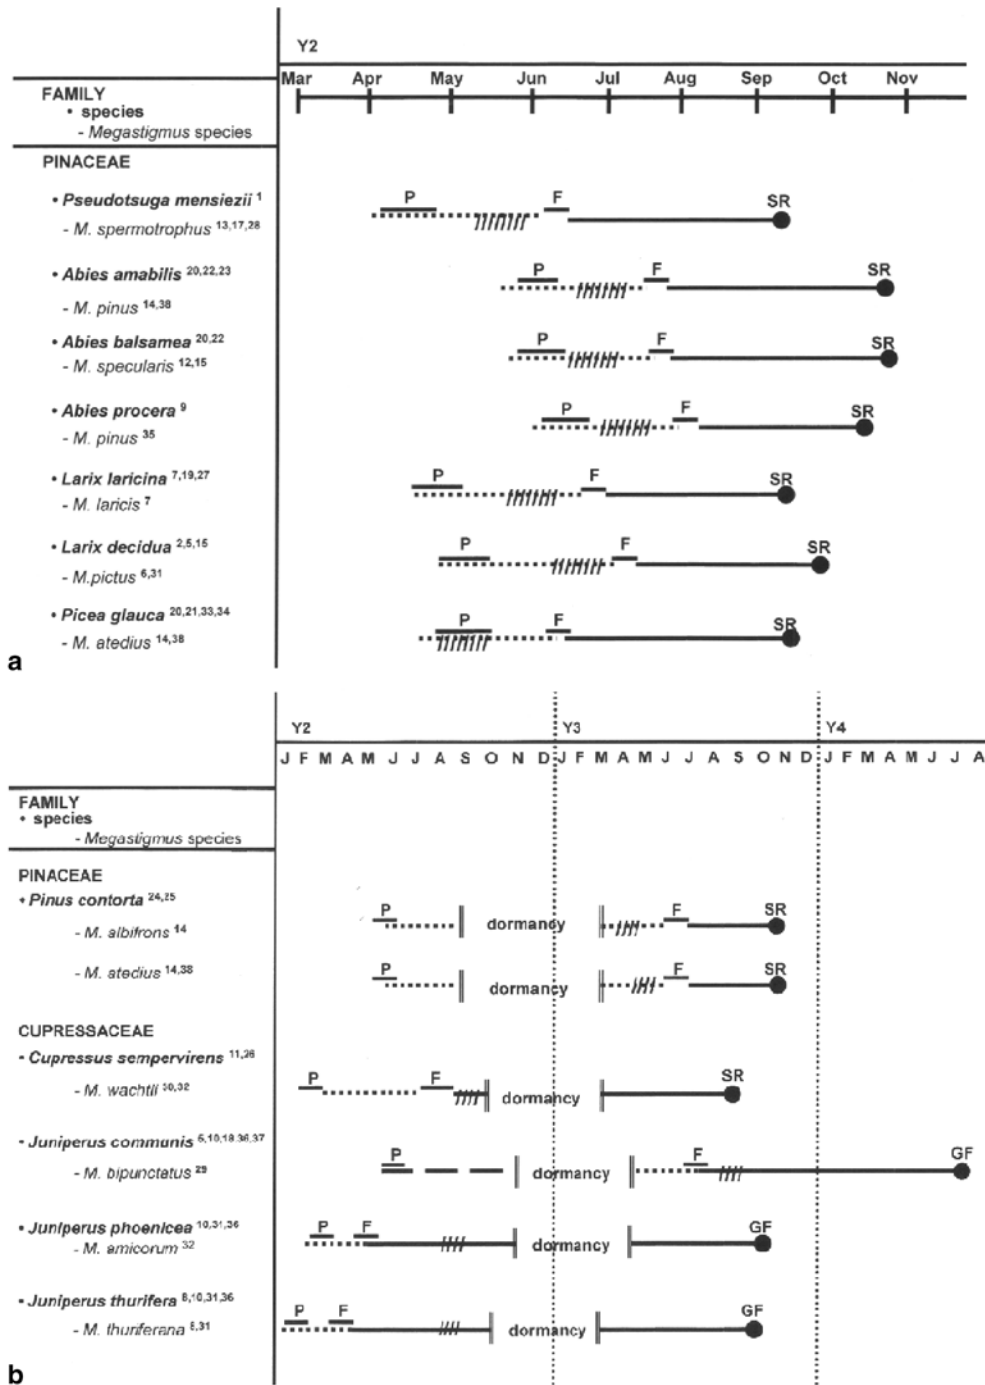 Y2
Mar Apr May Jun Jul Aug Sep Oct Nov
FAMILY
• species
- Megastigmus species
PINACEAE
• Pseudotsuga mensiezii 1
P F SR
- M. spermotrophus 13,17,28
• Abies amabilis 20,22,23
P F SR
- M. pinus 14,38
• Abies balsamea 20,22
P F SR
- M. specularis 12,15
• Abies procera 9
P F SR
- M. pinus 35
• Larix laricina 7,19,27
P F SR
- M. laricis 7
• Larix decidua 2,5,15
P F SR
- M.pictus 6,31
• Picea glauca 20,21,33,34
P F SR
- M. atedius 14,38
a
Y2 Y3 Y4
J F M A M J J A S O N D J F M A M J J A S O N D J F M A M J J A
FAMILY
• species
- Megastigmus species
PINACEAE
• Pinus contorta 24,25
P F SR
- M. albifrons 14 dormancy
P F SR
- M. atedius 14,38 dormancy
CUPRESSACEAE
• Cupressus sempervirens 11,26
P F SR
- M. wachtli 30,32 dormancy
• Juniperus communis 6,10,18,36,37
P F GF
- M. bipunctatus 29 dormancy
• Juniperus phoenicea 10,31,36
P F GF
- M. amicorum 32 dormancy
• Juniperus thurifera 8,10,31,36
P F GF
- M. thuriferana 8,31 dormancy
b